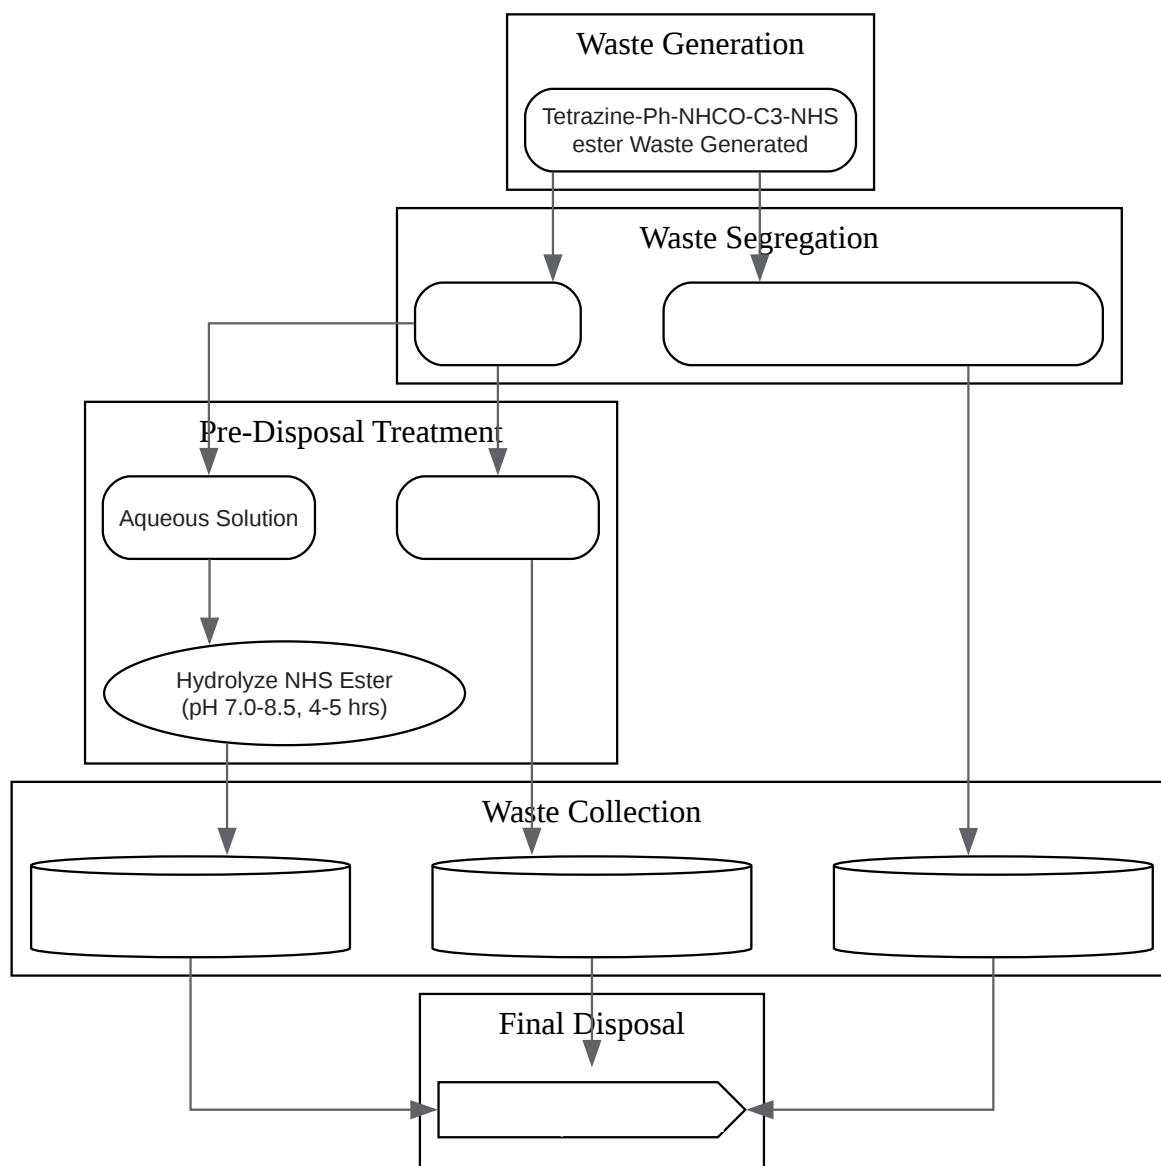 Waste Generation
Tetrazine-Ph-NHCO-C3-NHS
ester Waste Generated
Waste Segregation
Pre-Disposal Treatment
Aqueous Solution
Hydrolyze NHS Ester
(pH 7.0-8.5, 4-5 hrs)
Waste Collection
Final Disposal